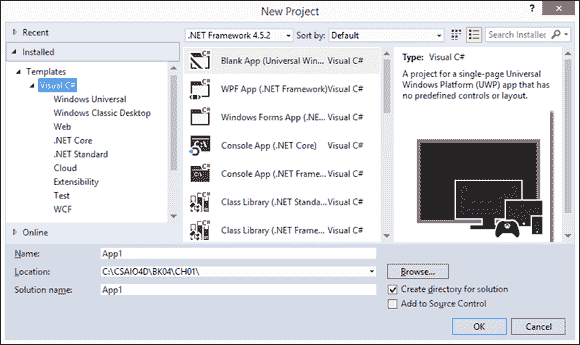 New Project
Recent
Installed
Templates
Visual C#
Windows Universal
Windows Classic Desktop
Web
.NET Core
.NET Standard
Cloud
Extensibility
Test
WCF
Online
.NET Framework 4.5.2
Sort by: Default
Search Installed
Blank App (Universal Win... Visual C#
WPF App (.NET Framework) Visual C#
Windows Forms App (.NE... Visual C#
Console App (.NET Core) Visual C#
Console App (.NET Frame... Visual C#
Class Library (.NET Standa... Visual C#
Class Library (.NET Frame... Visual C#
Type: Visual C#
A project for a single-page Universal
Windows Platform (UWP) app that has
no predefined controls or layout.
Name: App1
Location: C:\CSAIO4D\BK04\CH01\
Browse...
Solution name: App1
Create directory for solution
Add to Source Control
OK
Cancel